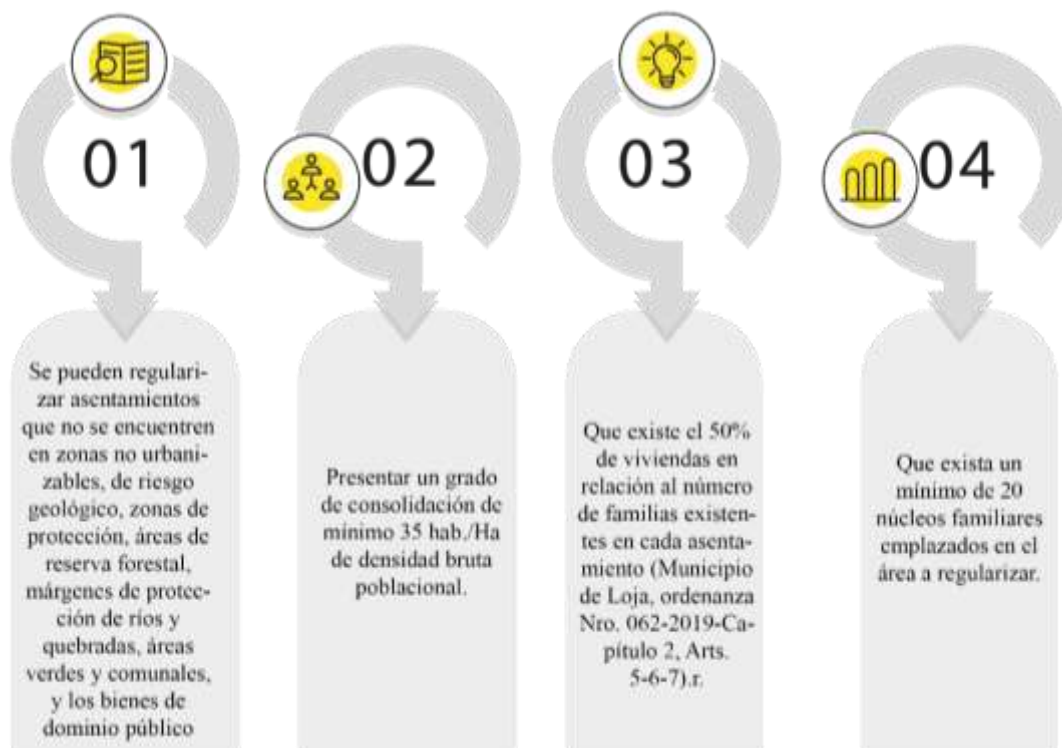 01
Se pueden regulari-
zar asentamientos
que no se encuentren
en zonas no urbani-
zables, de riesgo
geológico, zonas de
protección, áreas de
reserva forestal,
márgenes de protec-
ción de ríos y
quebradas, áreas
verdes y comunales,
y los bienes de
dominio público
02
Presentar un grado
de consolidación de
mínimo 35 hab./Ha
de densidad bruta
poblacional.
03
Que existe el 50%
de viviendas en
relación al número
de familias existen-
tes en cada asenta-
miento (Municipio
de Loja, ordenanza
Nro. 062-2019-Ca-
pítulo 2, Arts.
5-6-7).r.
04
Que exista un
mínimo de 20
núcleos familiares
emplazados en el
área a regularizar.